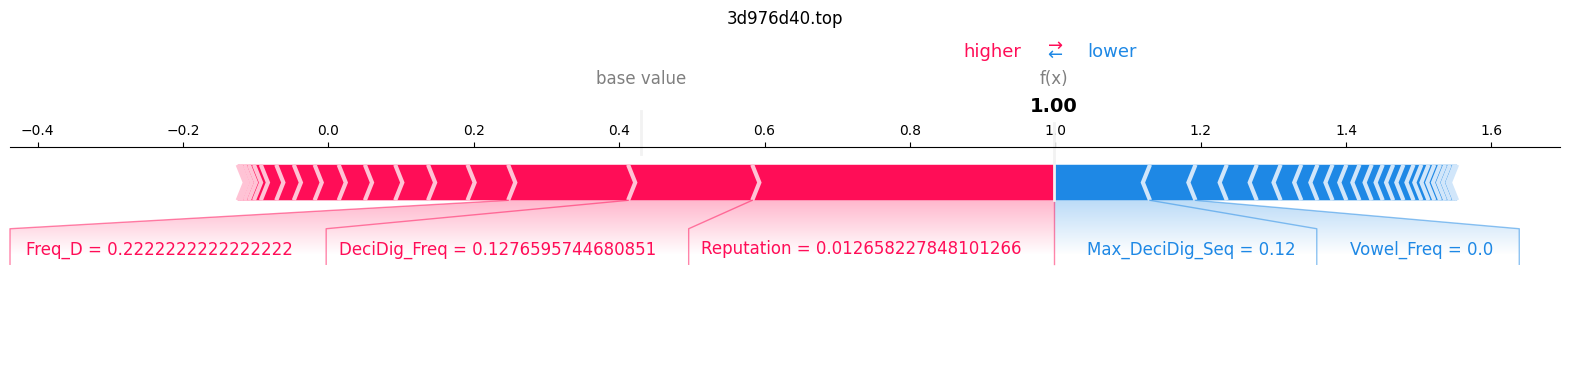 3d976d40.top
higher ⇄ lower
base value f(x)
1.00
−0.4 −0.2 0.0 0.2 0.4 0.6 0.8 1.0 1.2 1.4 1.6
Freq_D = 0.2222222222222222 DeciDig_Freq = 0.1276595744680851 Reputation = 0.012658227848101266 Max_DeciDig_Seq = 0.12 Vowel_Freq = 0.0